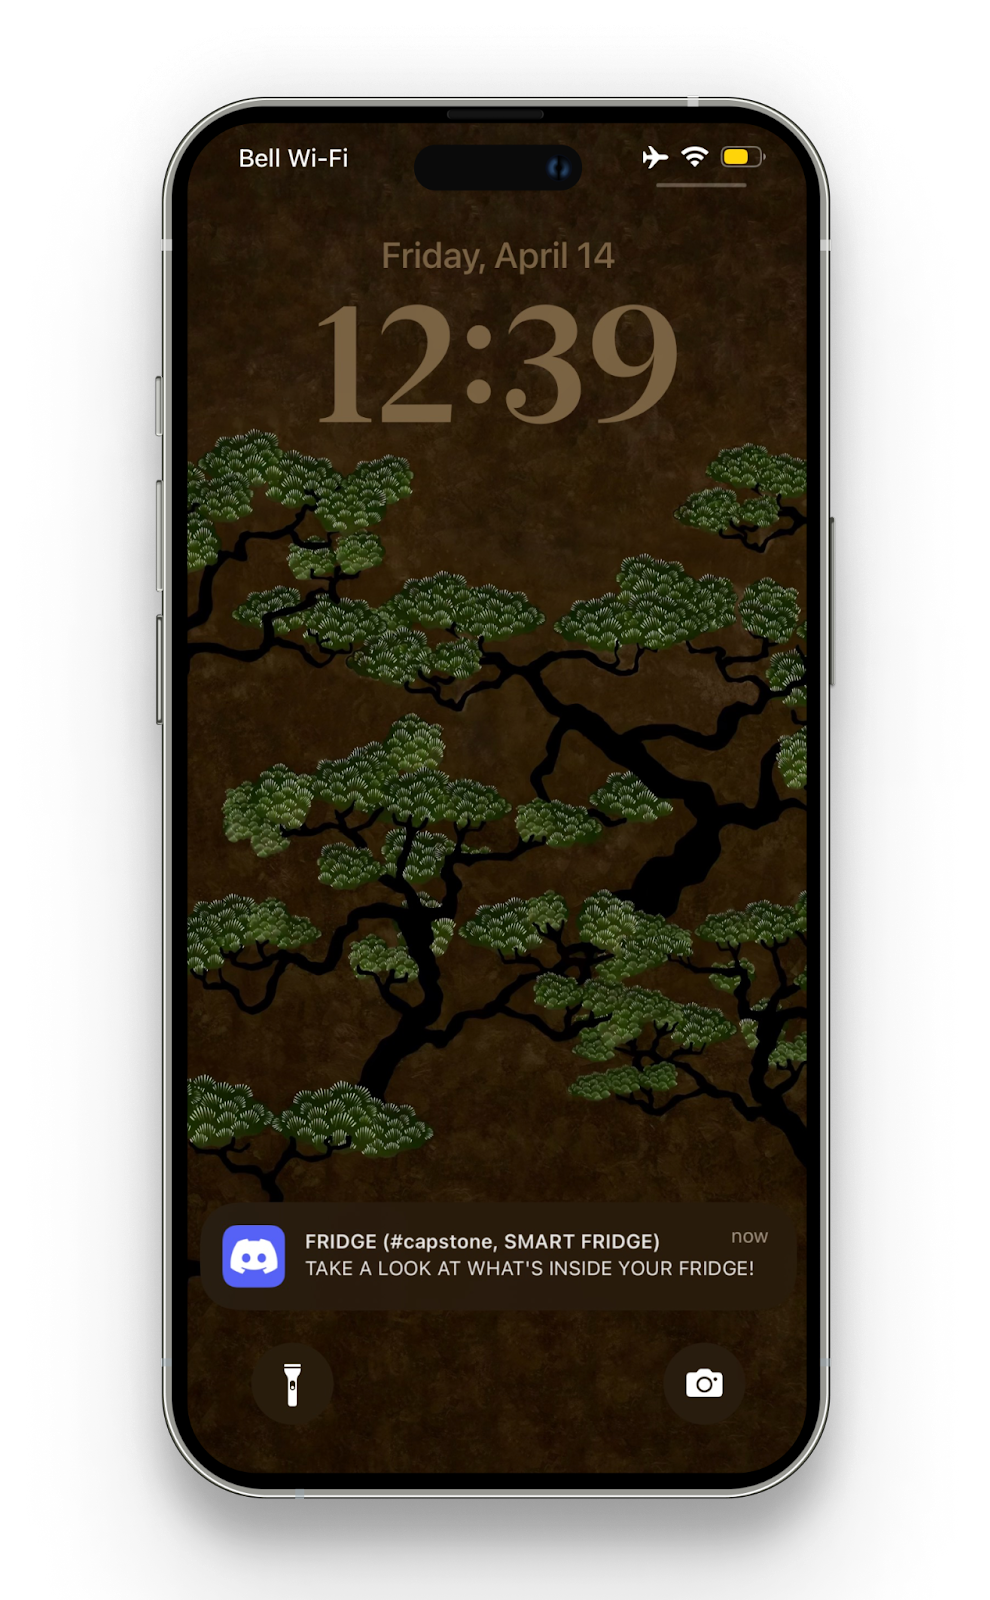 Bell Wi-Fi
Friday, April 14
12:39
FRIDGE (#capstone, SMART FRIDGE)
now
TAKE A LOOK AT WHAT'S INSIDE YOUR FRIDGE!